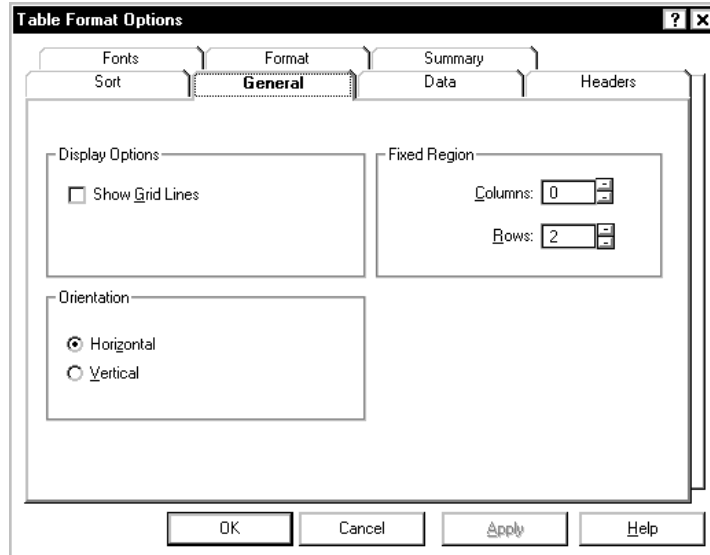 Table Format Options ? X
Fonts Format Summary
Sort General Data Headers
Display Options
Show Grid Lines
Fixed Region
Columns: 0
Rows: 2
Orientation
Horizontal
Vertical
OK Cancel Apply Help